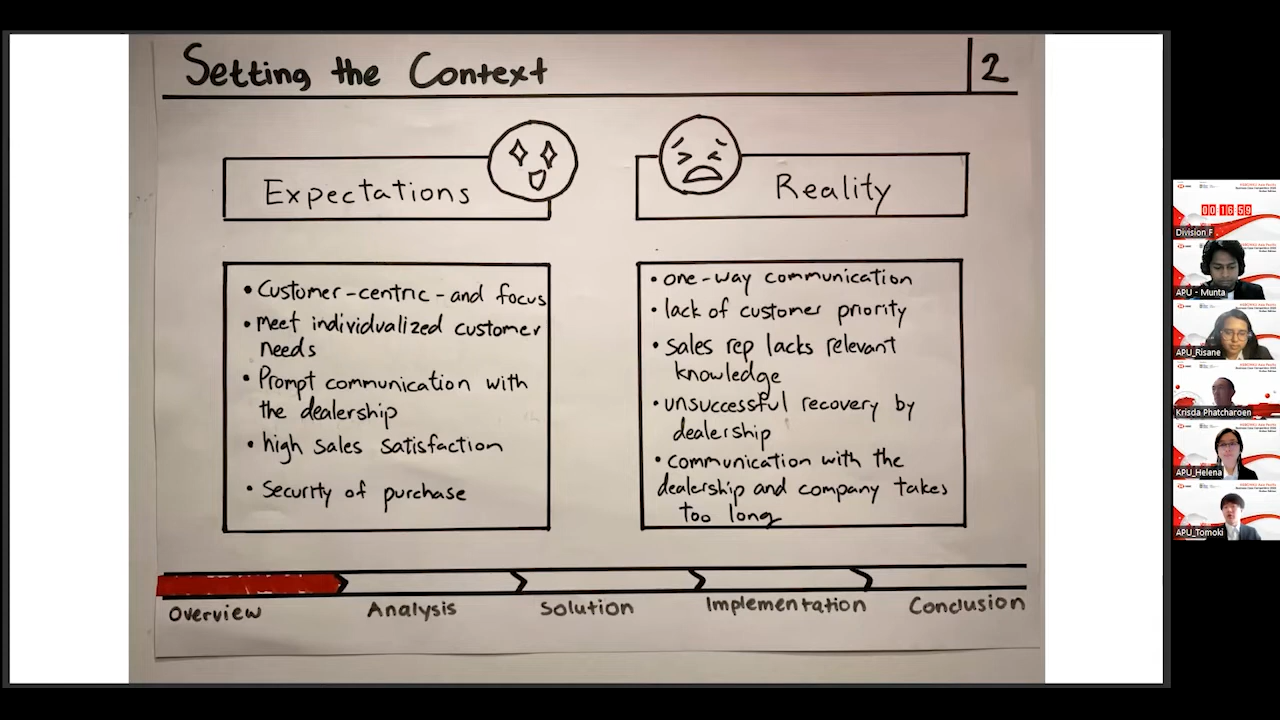 Setting the Context
2
Expectations
Reality
• Customer-centric-and focus
• Meet individualized customer
needs
• Prompt communication with
the dealership
• high sales satisfaction
• Security of purchase
• one-way communication
• lack of customer priority
• sales rep lacks relevant
knowledge
• unsuccessful recovery by
dealership
• communication with the
dealership and company takes
too long
Overview
Analysis
Solution
Implementation
Conclusion
00 16 59
Division F
APU - Munta
APU_Risane
Krisda Phatcharoen
APU_Helena
APU_Tomoki